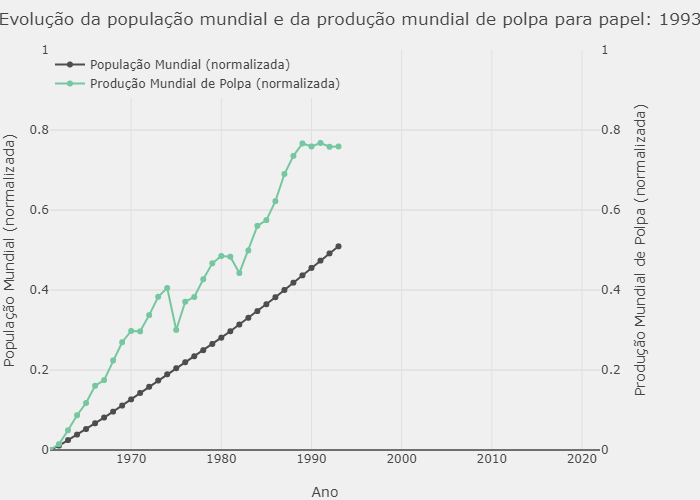 Evolução da população mundial e da produção mundial de polpa para papel: 1993
População Mundial (normalizada)
Produção Mundial de Polpa (normalizada)
1
0.8
0.6
0.4
0.2
0
População Mundial (normalizada)
1
0.8
0.6
0.4
0.2
0
Produção Mundial de Polpa (normalizada)
1970 1980 1990 2000 2010 2020
Ano